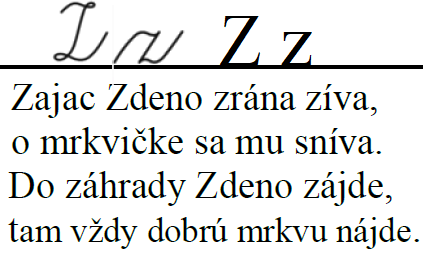 Z z Z z
Zajac Zdeno zrána zíva,
o mrkvičke sa mu sníva.
Do záhrady Zdeno zájde,
tam vždy dobrú mrkvu nájde.